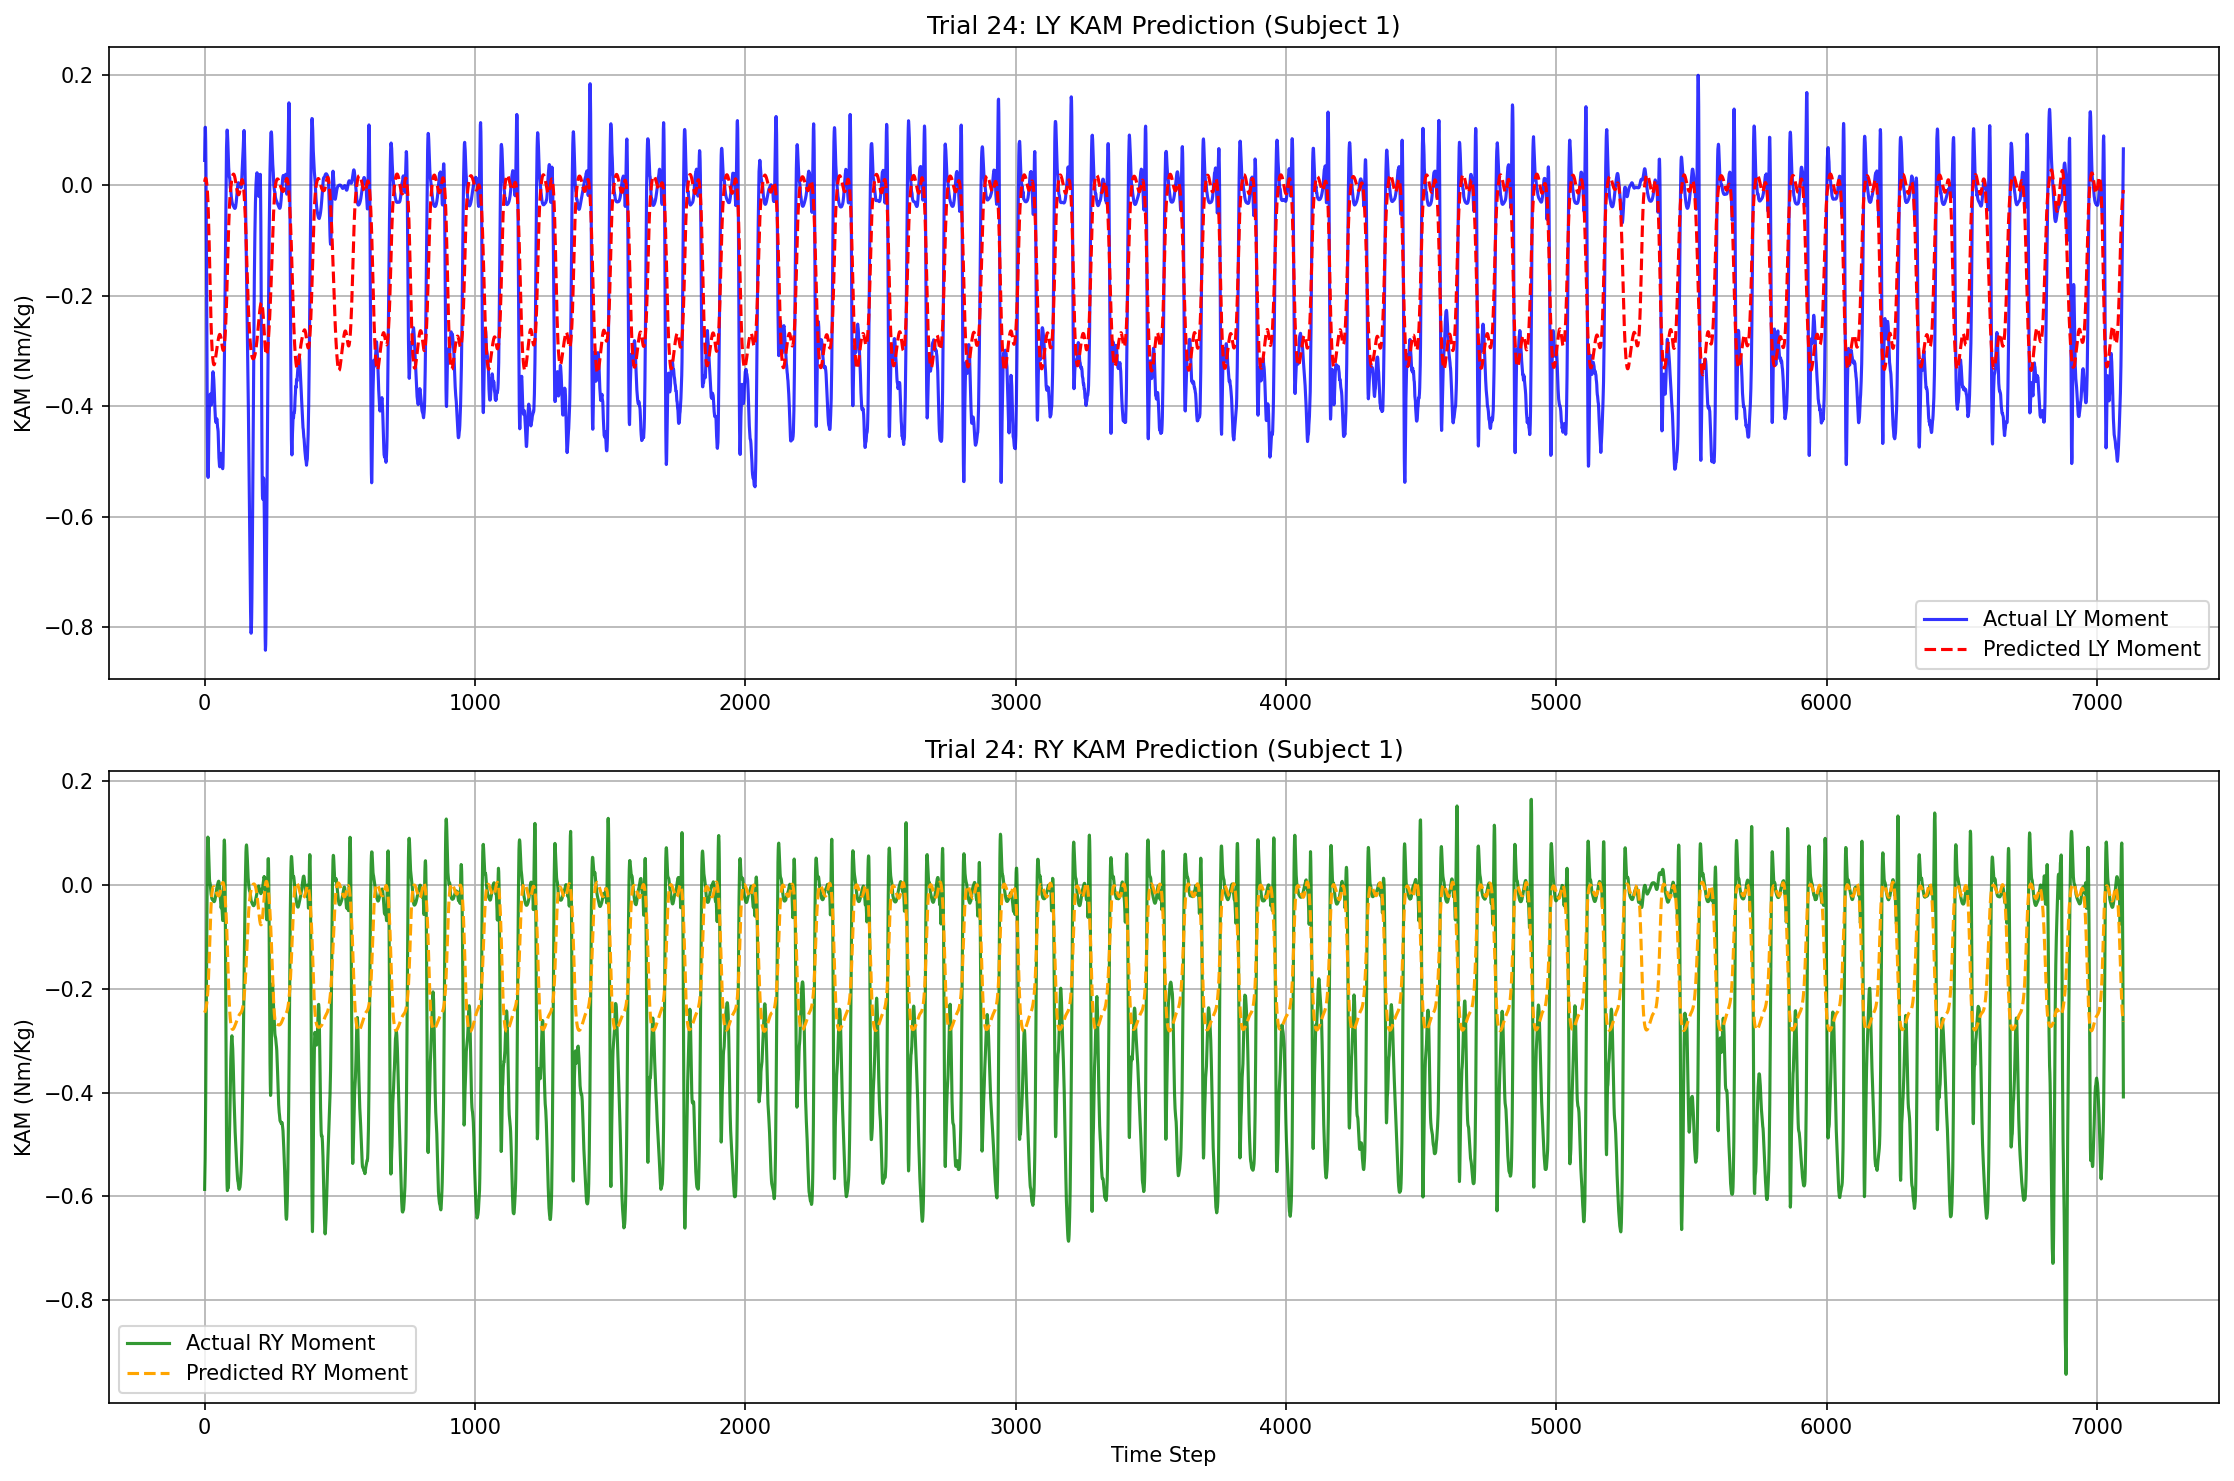 Trial 24: LY KAM Prediction (Subject 1)
0.2
0.0
−0.2
−0.4
−0.6
−0.8
KAM (Nm/Kg)
Actual LY Moment
Predicted LY Moment
0 1000 2000 3000 4000 5000 6000 7000
Trial 24: RY KAM Prediction (Subject 1)
0.2
0.0
−0.2
−0.4
−0.6
−0.8
KAM (Nm/Kg)
Actual RY Moment
Predicted RY Moment
0 1000 2000 3000 4000 5000 6000 7000
Time Step